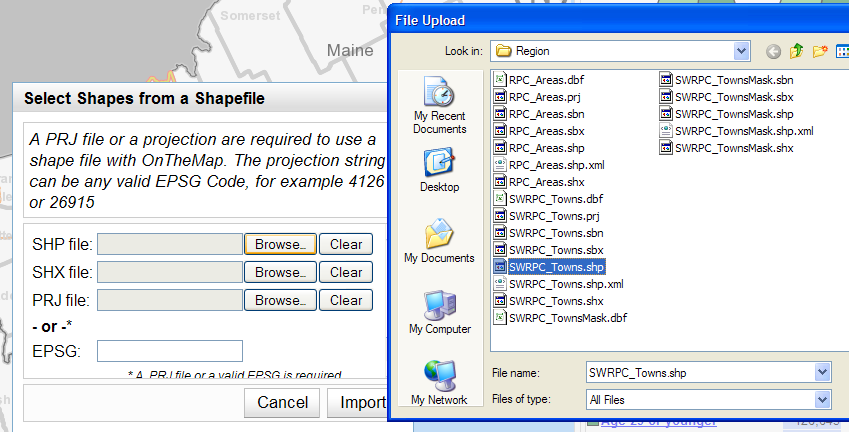 Somerset
Pen
Maine
Select Shapes from a Shapefile
A PRJ file or a projection are required to use a
shape file with OnTheMap. The projection string
can be any valid EPSG Code, for example 4126
or 26915
SHP file: Browse... Clear
SHX file: Browse... Clear
PRJ file: Browse... Clear
- or -*
EPSG:
* A PRJ file or a valid EPSG is required
Cancel Import
File Upload
Look in: Region
My Recent
Documents
Desktop
My Documents
My Computer
My Network
RPC_Areas.dbf
RPC_Areas.prj
RPC_Areas.sbn
RPC_Areas.sbx
RPC_Areas.shp
RPC_Areas.shp.xml
RPC_Areas.shx
SWRPC_Towns.dbf
SWRPC_Towns.prj
SWRPC_Towns.sbn
SWRPC_Towns.sbx
SWRPC_Towns.shp
SWRPC_Towns.shp.xml
SWRPC_Towns.shx
SWRPC_TownsMask.dbf
SWRPC_TownsMask.sbn
SWRPC_TownsMask.sbx
SWRPC_TownsMask.shp
SWRPC_TownsMask.shp.xml
SWRPC_TownsMask.shx
File name: SWRPC_Towns.shp
Files of type: All Files
Age 29 or younger